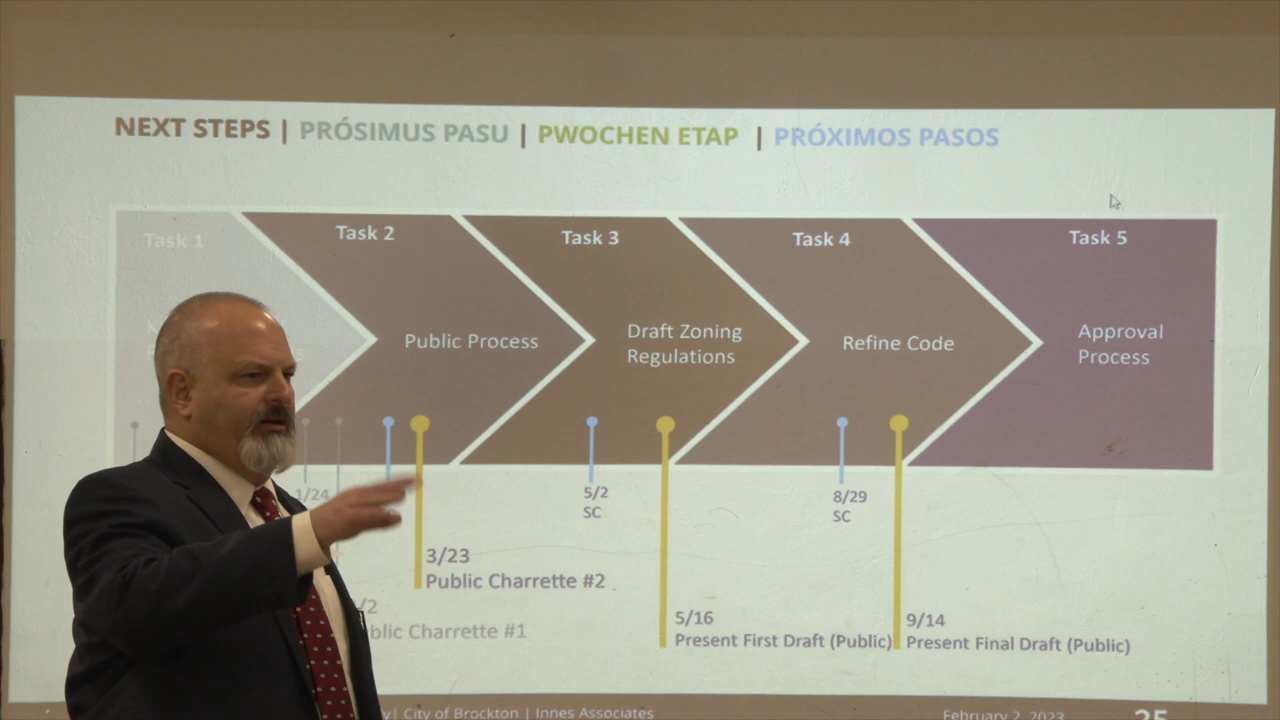 NEXT STEPS | PRÓSIMUS PASU | PWOCHEN ETAP | PRÓXIMOS PASOS
Task 1
Task 2
Task 3
Task 4
Task 5
Public Process
Draft Zoning
Regulations
Refine Code
Approval
Process
1/24
5/2
SC
8/29
SC
3/23
Public Charrette #2
/2
blic Charrette #1
5/16
Present First Draft (Public)
9/14
Present Final Draft (Public)
| City of Brockton | Innes Associates
February 2, 2023
25